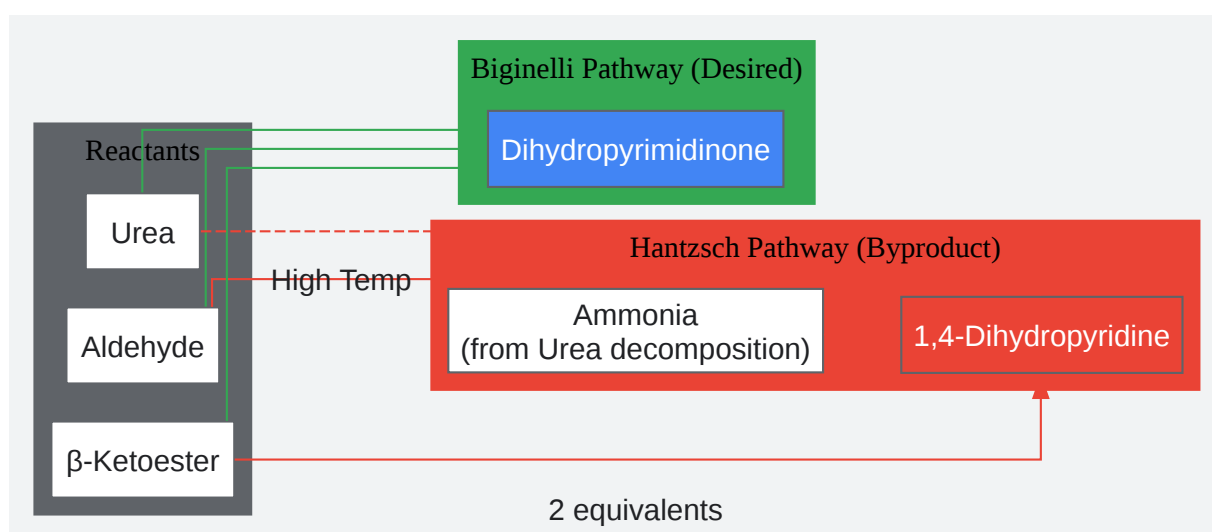 Biginelli Pathway (Desired)
Dihydropyrimidinone
Reactants
Urea
Hantzsch Pathway (Byproduct)
High Temp
Ammonia
(from Urea decomposition)
1,4-Dihydropyridine
Aldehyde
β-Ketoester
2 equivalents